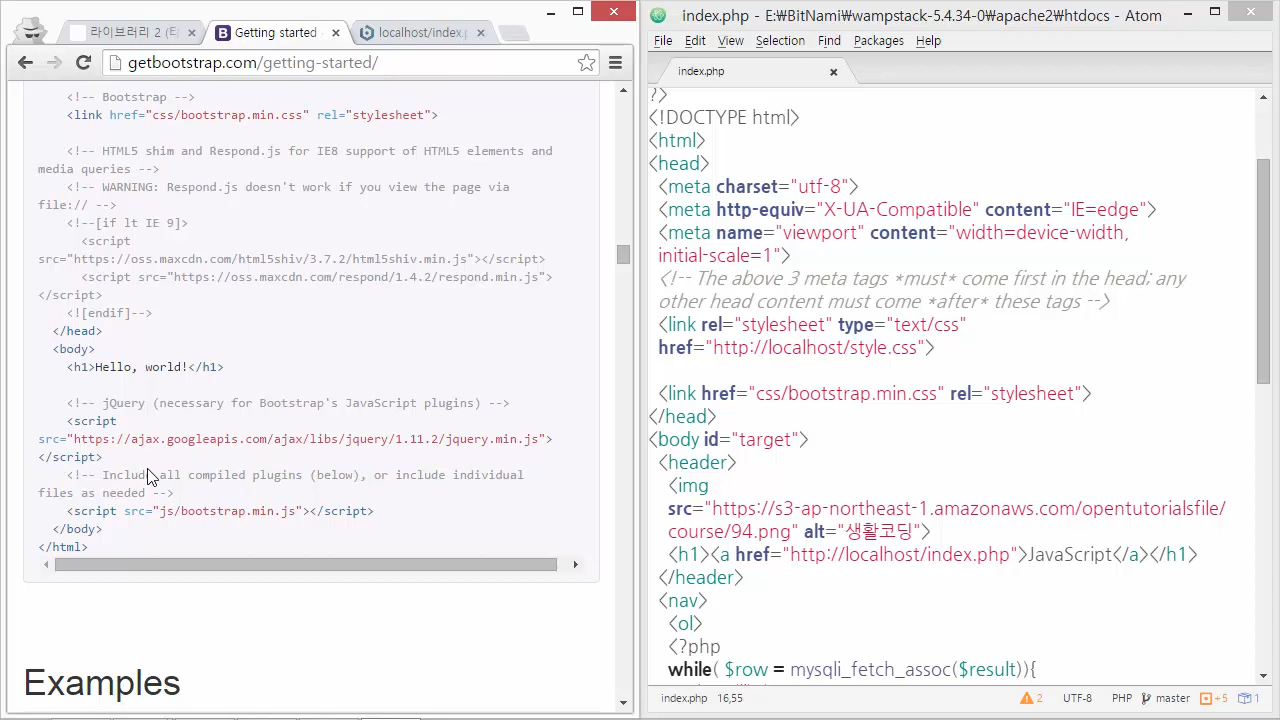 라이브러리 2 (타
Getting started
localhost/index.p
getbootstrap.com/getting-started/
<!-- Bootstrap -->
<link href="css/bootstrap.min.css" rel="stylesheet">
<!-- HTML5 shim and Respond.js for IE8 support of HTML5 elements and
media queries -->
<!-- WARNING: Respond.js doesn't work if you view the page via
file:// -->
<!--[if lt IE 9]>
<script
src="https://oss.maxcdn.com/html5shiv/3.7.2/html5shiv.min.js"></script>
<script src="https://oss.maxcdn.com/respond/1.4.2/respond.min.js">
</script>
<![endif]-->
</head>
<body>
<h1>Hello, world!</h1>
<!-- jQuery (necessary for Bootstrap's JavaScript plugins) -->
<script
src="https://ajax.googleapis.com/ajax/libs/jquery/1.11.2/jquery.min.js">
</script>
<!-- Include all compiled plugins (below), or include individual
files as needed -->
<script src="js/bootstrap.min.js"></script>
</body>
</html>
Examples
index.php - E:₩BitNami₩wampstack-5.4.34-0₩apache2₩htdocs - Atom
File Edit View Selection Find Packages Help
index.php
?>
<!DOCTYPE html>
<html>
<head>
<meta charset="utf-8">
<meta http-equiv="X-UA-Compatible" content="IE=edge">
<meta name="viewport" content="width=device-width,
initial-scale=1">
<!-- The above 3 meta tags *must* come first in the head; any
other head content must come *after* these tags -->
<link rel="stylesheet" type="text/css"
href="http://localhost/style.css">
<link href="css/bootstrap.min.css" rel="stylesheet">
</head>
<body id="target">
<header>
<img
src="https://s3-ap-northeast-1.amazonaws.com/opentutorialsfile/
course/94.png" alt="생활코딩">
<h1><a href="http://localhost/index.php">JavaScript</a></h1>
</header>
<nav>
<ol>
<?php
while( $row = mysqli_fetch_assoc($result)){
index.php 16,55 2 UTF-8 PHP master +5 1